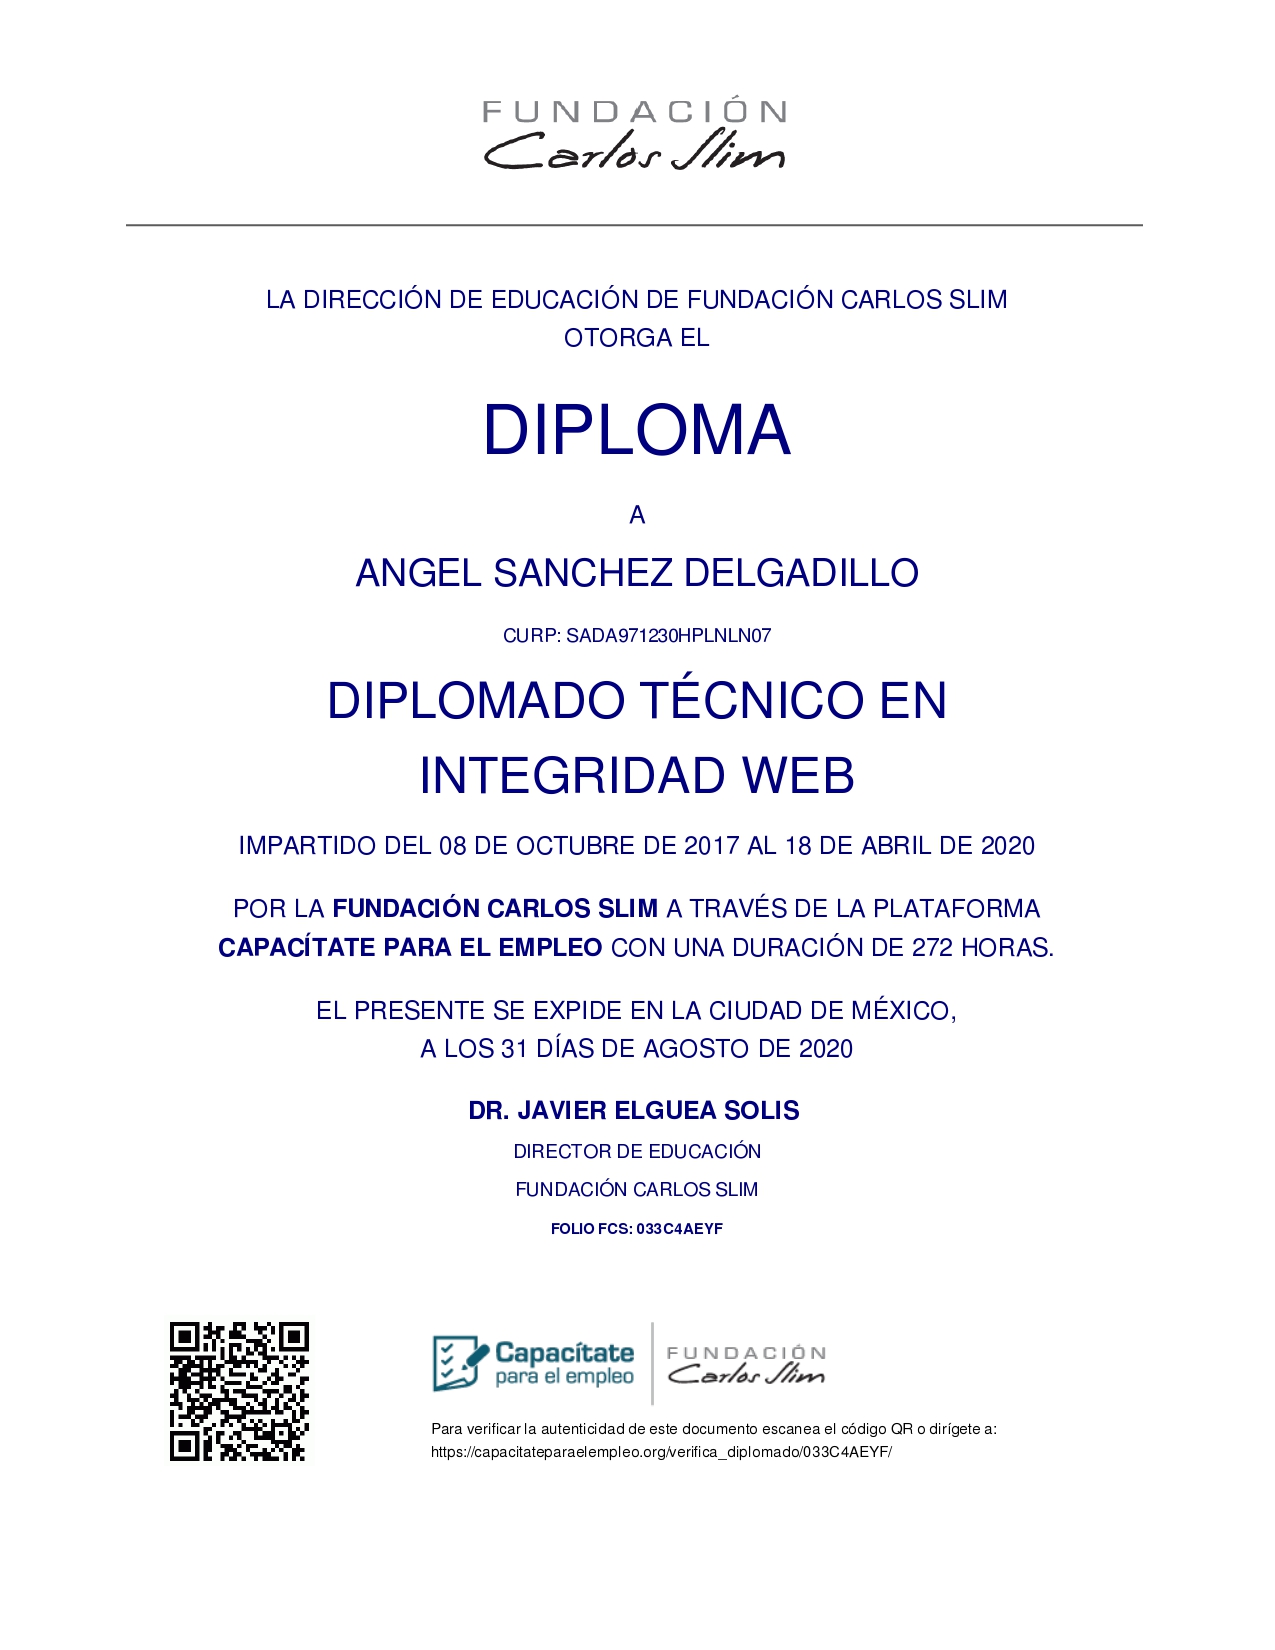 FUNDACIÓN
Carlos Slim
LA DIRECCIÓN DE EDUCACIÓN DE FUNDACIÓN CARLOS SLIM
OTORGA EL
DIPLOMA
A
ANGEL SANCHEZ DELGADILLO
CURP: SADA971230HPLNLN07
DIPLOMADO TÉCNICO EN
INTEGRIDAD WEB
IMPARTIDO DEL 08 DE OCTUBRE DE 2017 AL 18 DE ABRIL DE 2020
POR LA FUNDACIÓN CARLOS SLIM A TRAVÉS DE LA PLATAFORMA
CAPACÍTATE PARA EL EMPLEO CON UNA DURACIÓN DE 272 HORAS.
EL PRESENTE SE EXPIDE EN LA CIUDAD DE MÉXICO,
A LOS 31 DÍAS DE AGOSTO DE 2020
DR. JAVIER ELGUEA SOLIS
DIRECTOR DE EDUCACIÓN
FUNDACIÓN CARLOS SLIM
FOLIO FCS: 033C4AEYF
Capacítate
para el empleo
FUNDACIÓN
Carlos Slim
Para verificar la autenticidad de este documento escanea el código QR o dirígete a:
https://capacitateparaelempleo.org/verifica_diplomado/033C4AEYF/